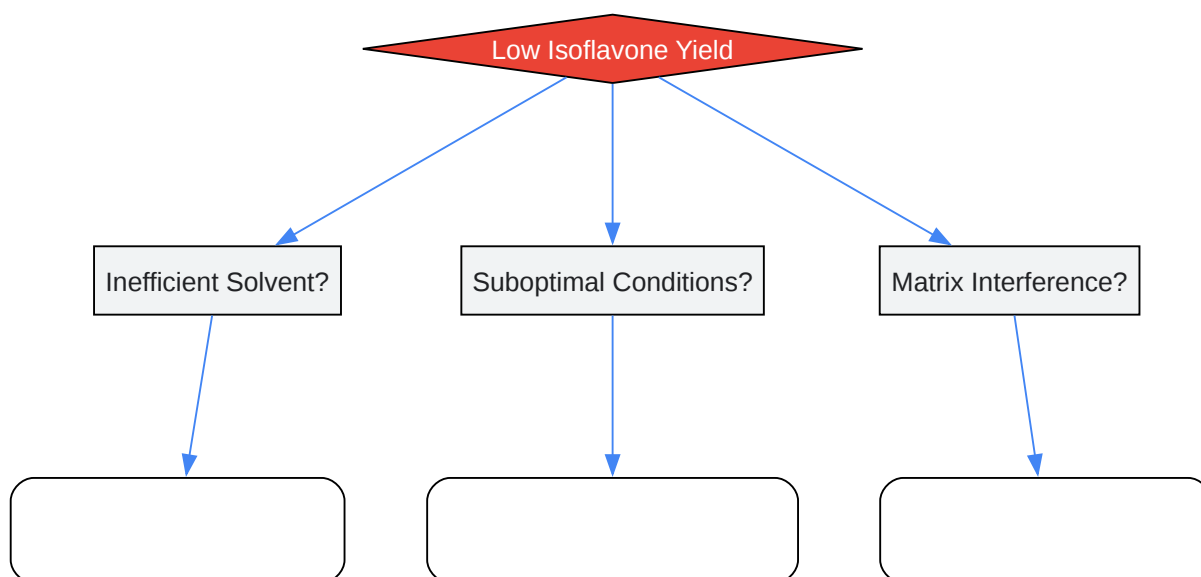 Low Isoflavone Yield
Inefficient Solvent?
Suboptimal Conditions?
Matrix Interference?